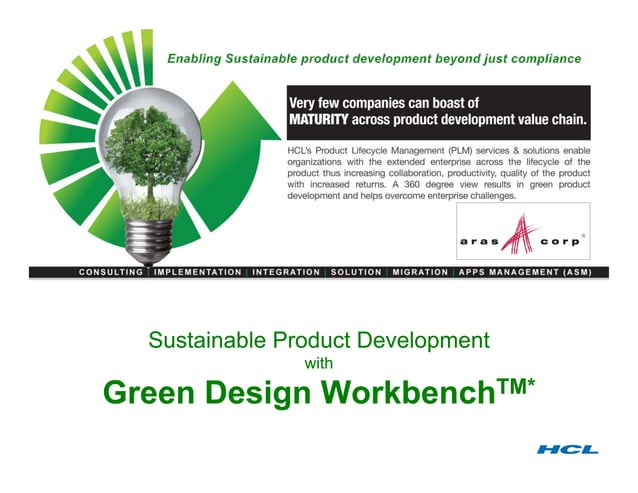 Enabling Sustainable product development beyond just compliance
Very few companies can boast of
MATURITY across product development value chain.
HCL's Product Lifecycle Management (PLM) services & solutions enable
organizations with the extended enterprise across the lifecycle of the
product thus increasing collaboration, productivity, quality of the product
with increased returns. A 360 degree view results in green product
development and helps overcome enterprise challenges.
aras corp®
CONSULTING | IMPLEMENTATION | INTEGRATION | SOLUTION | MIGRATION | APPS MANAGEMENT (ASM)
Sustainable Product Development
with
Green Design Workbench™*
HCL